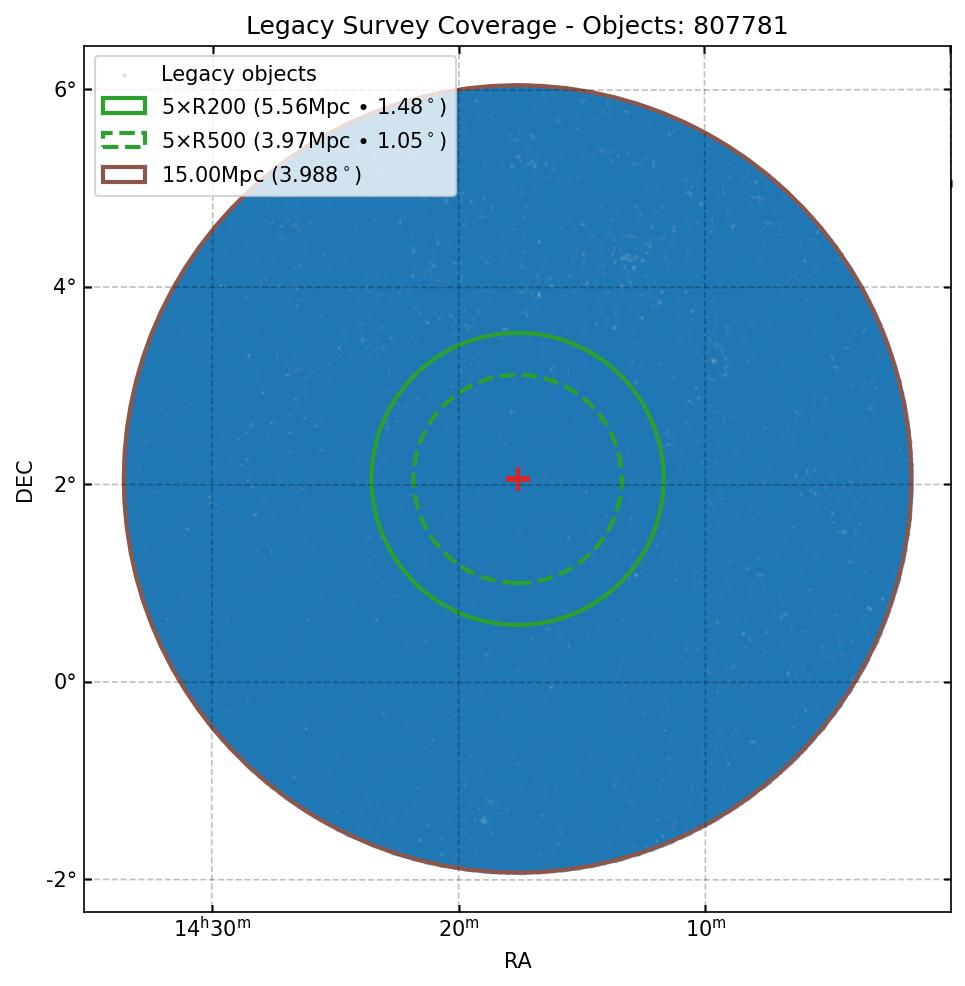 Legacy Survey Coverage - Objects: 807781
Legacy objects
5×R200 (5.56Mpc • 1.48°)
5×R500 (3.97Mpc • 1.05°)
15.00Mpc (3.988°)
6°
4°
2°
0°
-2°
DEC
14ʰ30ᵐ
20ᵐ
10ᵐ
RA